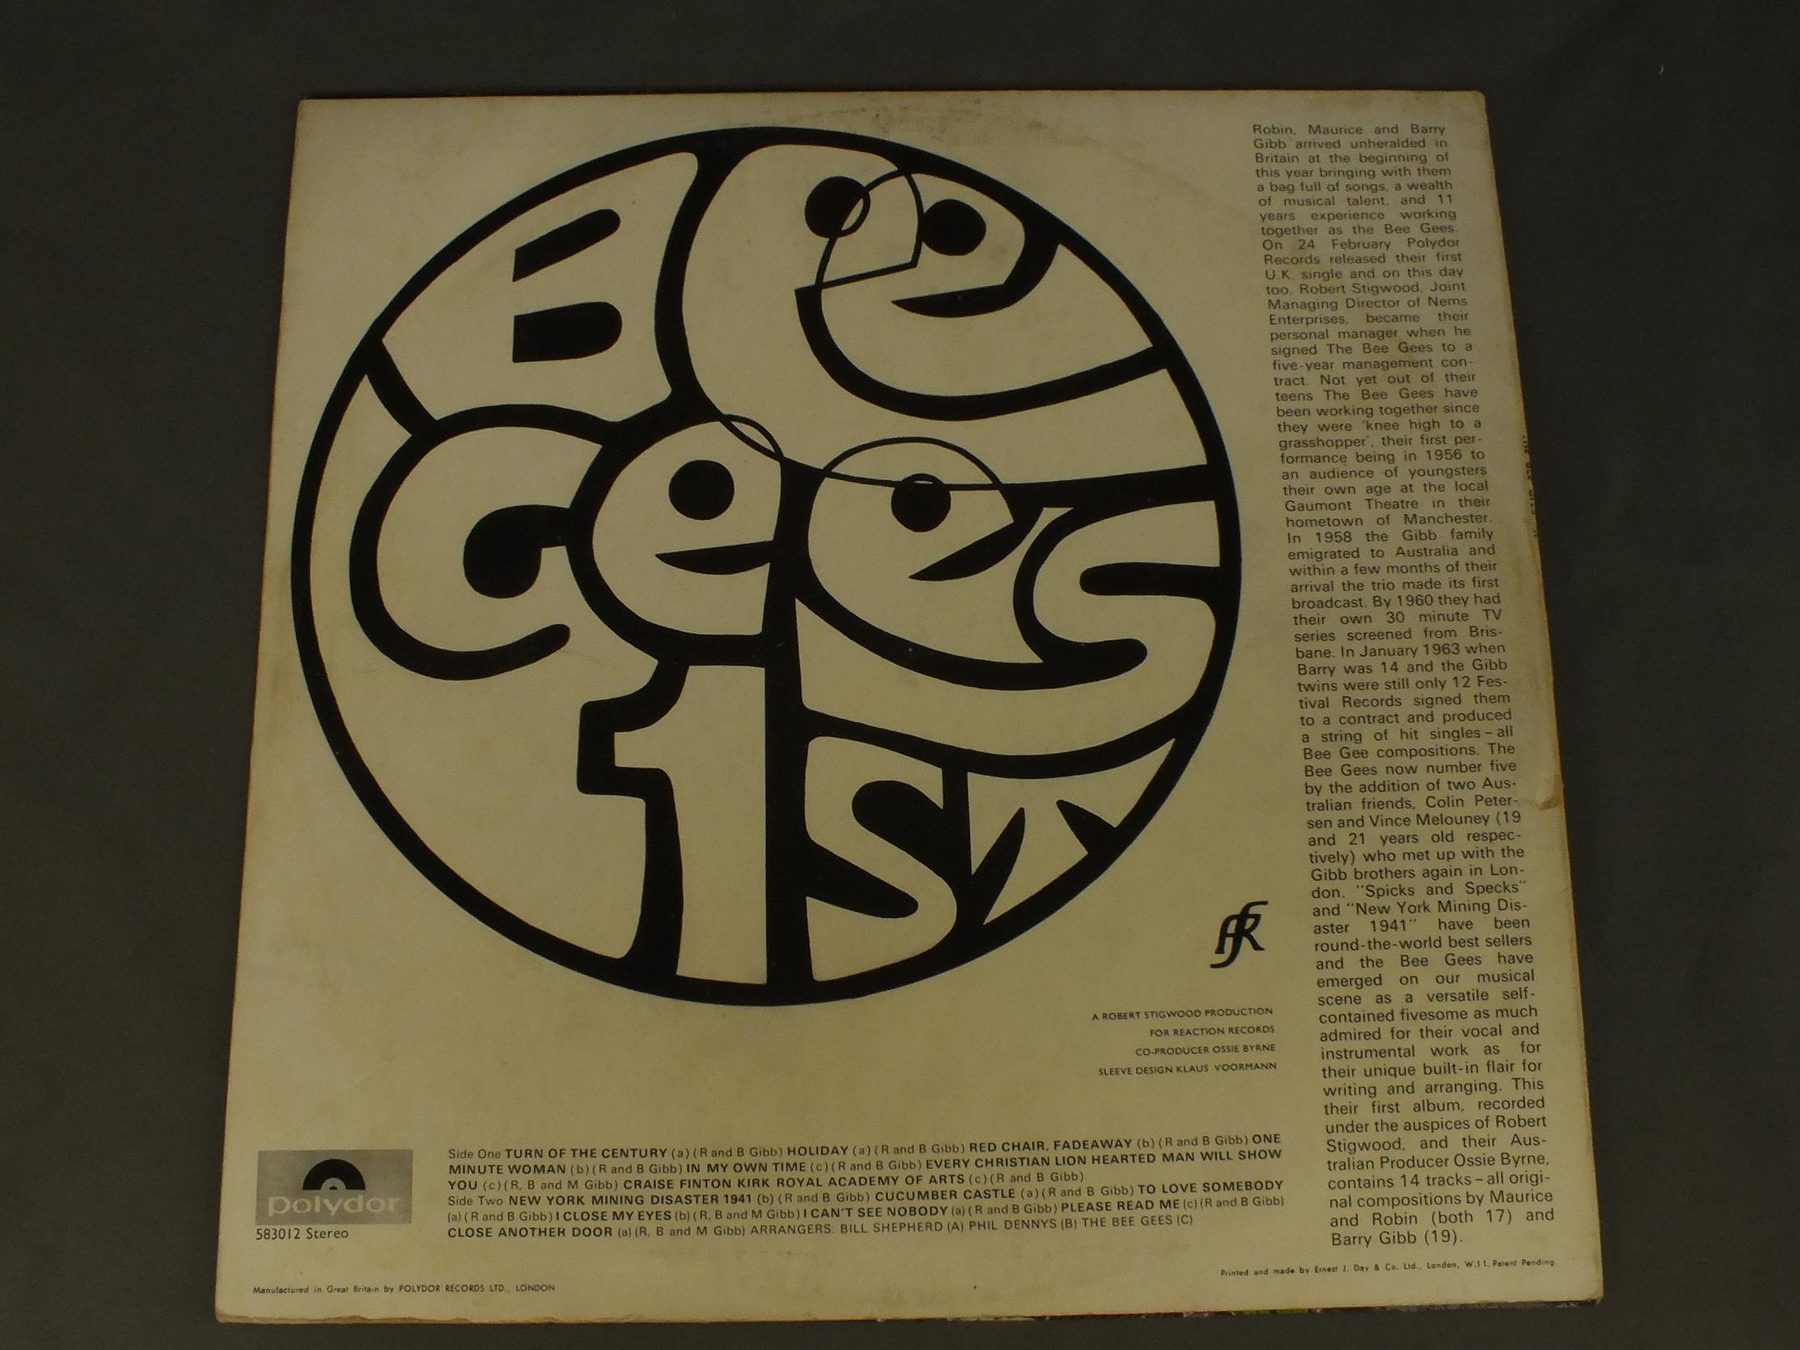 Bee
Gees
1ST
Robin, Maurice and Barry
Gibb arrived unheralded in
Britain at the beginning of
this year bringing with them
a bag full of songs, a wealth
of musical talent, and 11
years experience working
together as the Bee Gees.
On 24 February Polydor
Records released their first
U.K. single and on this day
too, Robert Stigwood, Joint
Managing Director of Nems
Enterprises, became their
personal manager when he
signed The Bee Gees to a
five-year management con-
tract. Not yet out of their
teens The Bee Gees have
been working together since
they were 'knee high to a
grasshopper', their first per-
formance being in 1956 to
an audience of youngsters
their own age at the local
Gaumont Theatre in their
hometown of Manchester.
In 1958 the Gibb family
emigrated to Australia and
within a few months of their
arrival the trio made its first
broadcast. By 1960 they had
their own 30 minute TV
series screened from Bris-
bane. In January 1963 when
Barry was 14 and the Gibb
twins were still only 12 Fes-
tival Records signed them
to a contract and produced
a string of hit singles – all
Bee Gee compositions. The
Bee Gees now number five
by the addition of two Aus-
tralian friends, Colin Peter-
sen and Vince Melouney (19
and 21 years old respec-
tively) who met up with the
Gibb brothers again in Lon-
don. "Spicks and Specks"
and "New York Mining Dis-
aster 1941" have been
round-the-world best sellers
and the Bee Gees have
emerged on our musical
scene as a versatile self-
contained fivesome as much
admired for their vocal and
instrumental work as for
their unique built-in flair for
writing and arranging. This
their first album, recorded
under the auspices of Robert
Stigwood, and their Aus-
tralian Producer Ossie Byrne,
contains 14 tracks – all origi-
nal compositions by Maurice
and Robin (both 17) and
Barry Gibb (19).
A ROBERT STIGWOOD PRODUCTION
FOR REACTION RECORDS
CO-PRODUCER OSSIE BYRNE
SLEEVE DESIGN KLAUS VOORMANN
Side One TURN OF THE CENTURY (a) (R and B Gibb) HOLIDAY (a) (R and B Gibb) RED CHAIR, FADEAWAY (b) (R and B Gibb) ONE
MINUTE WOMAN (b) (R and B Gibb) IN MY OWN TIME (c) (R and B Gibb) EVERY CHRISTIAN LION HEARTED MAN WILL SHOW
YOU (c) (R, B and M Gibb) CRAISE FINTON KIRK ROYAL ACADEMY OF ARTS (c) (R and B Gibb)
Side Two NEW YORK MINING DISASTER 1941 (b) (R and B Gibb) CUCUMBER CASTLE (a) (R and B Gibb) TO LOVE SOMEBODY
(a) (R and B Gibb) I CLOSE MY EYES (b) (R, B and M Gibb) I CAN'T SEE NOBODY (a) (R and B Gibb) PLEASE READ ME (c) (R and B Gibb)
CLOSE ANOTHER DOOR (a) (R, B and M Gibb) ARRANGERS: BILL SHEPHERD (A) PHIL DENNYS (B) THE BEE GEES (C)
Polydor
583012 Stereo
Manufactured in Great Britain by POLYDOR RECORDS LTD., LONDON
Printed and made by Ernest J. Day & Co. Ltd., London, W.1 1. Patent Pending.